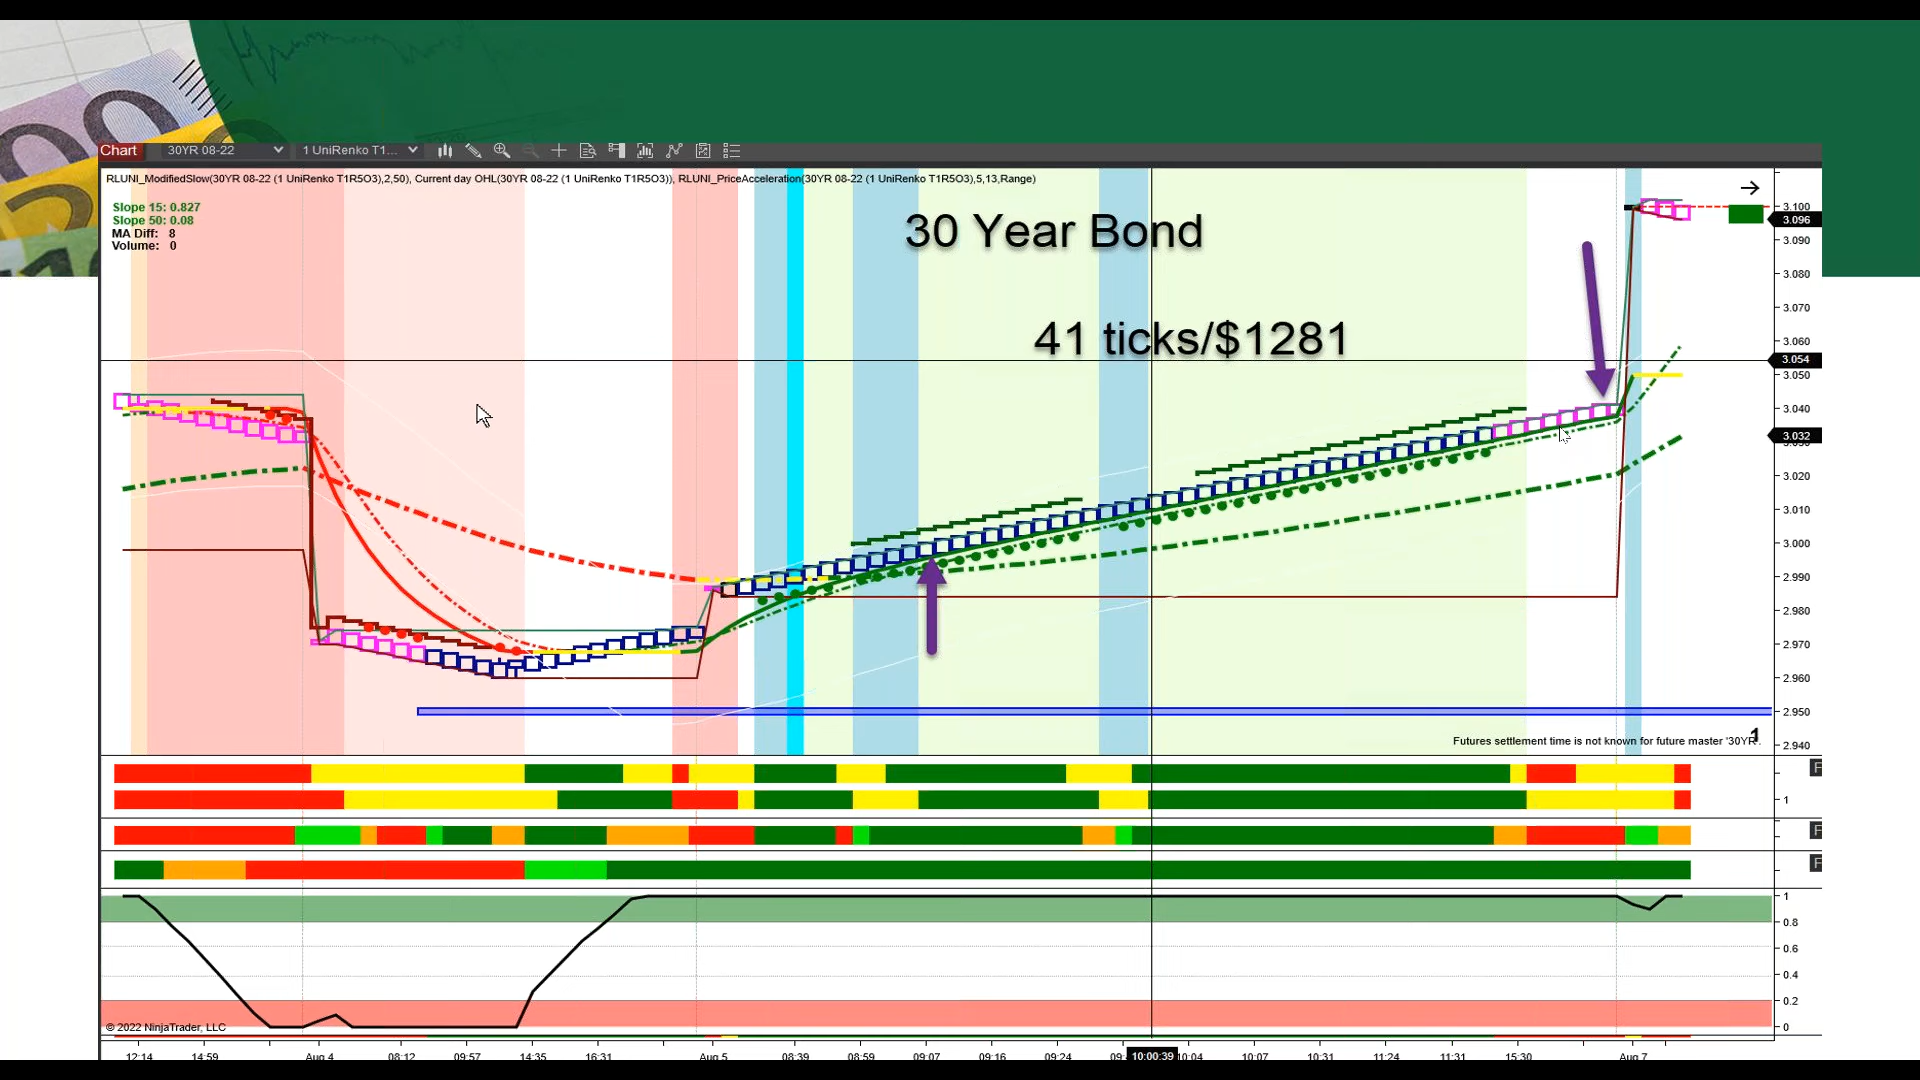 Chart 30YR 08-22 1 UniRenko T1...
RLUNI_ModifiedSlow(30YR 08-22 (1 UniRenko T1R5O3),2,50), Current day OHL(30YR 08-22 (1 UniRenko T1R5O3)), RLUNI_PriceAcceleration(30YR 08-22 (1 UniRenko T1R5O3),5,13,Range)
Slope 15: 0.827
Slope 50: 0.08
MA Diff: 8
Volume: 0
30 Year Bond
41 ticks/$1281
3.100
3.096
3.090
3.080
3.070
3.060
3.054
3.050
3.040
3.032
3.020
3.010
3.000
2.990
2.980
2.970
2.960
2.950
2.940
1
Futures settlement time is not known for future master '30YR'.
F
1
F
F
1
0.8
0.6
0.4
0.2
0
© 2022 NinjaTrader, LLC
12:14 14:59 Aug 4 08:12 09:57 14:35 16:31 Aug 5 08:39 08:59 09:07 09:16 09:24 10:00:39 10:04 10:07 10:31 11:24 11:31 15:30 Aug 7